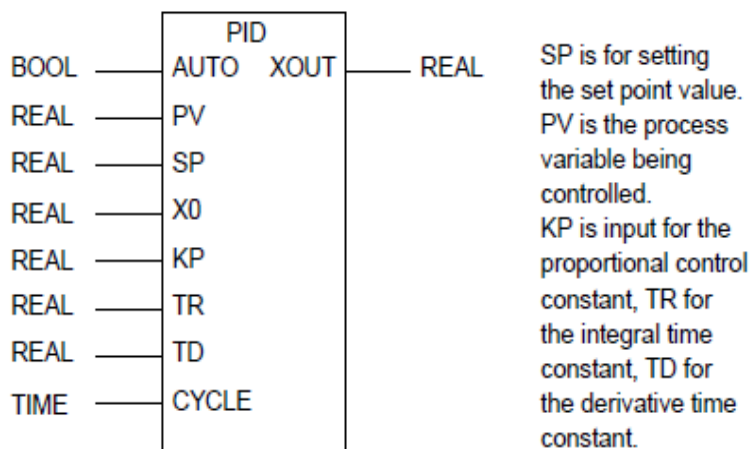 PID
BOOL AUTO XOUT REAL
REAL PV
REAL SP
REAL X0
REAL KP
REAL TR
REAL TD
TIME CYCLE
SP is for setting
the set point value.
PV is the process
variable being
controlled.
KP is input for the
proportional control
constant, TR for
the integral time
constant, TD for
the derivative time
constant.